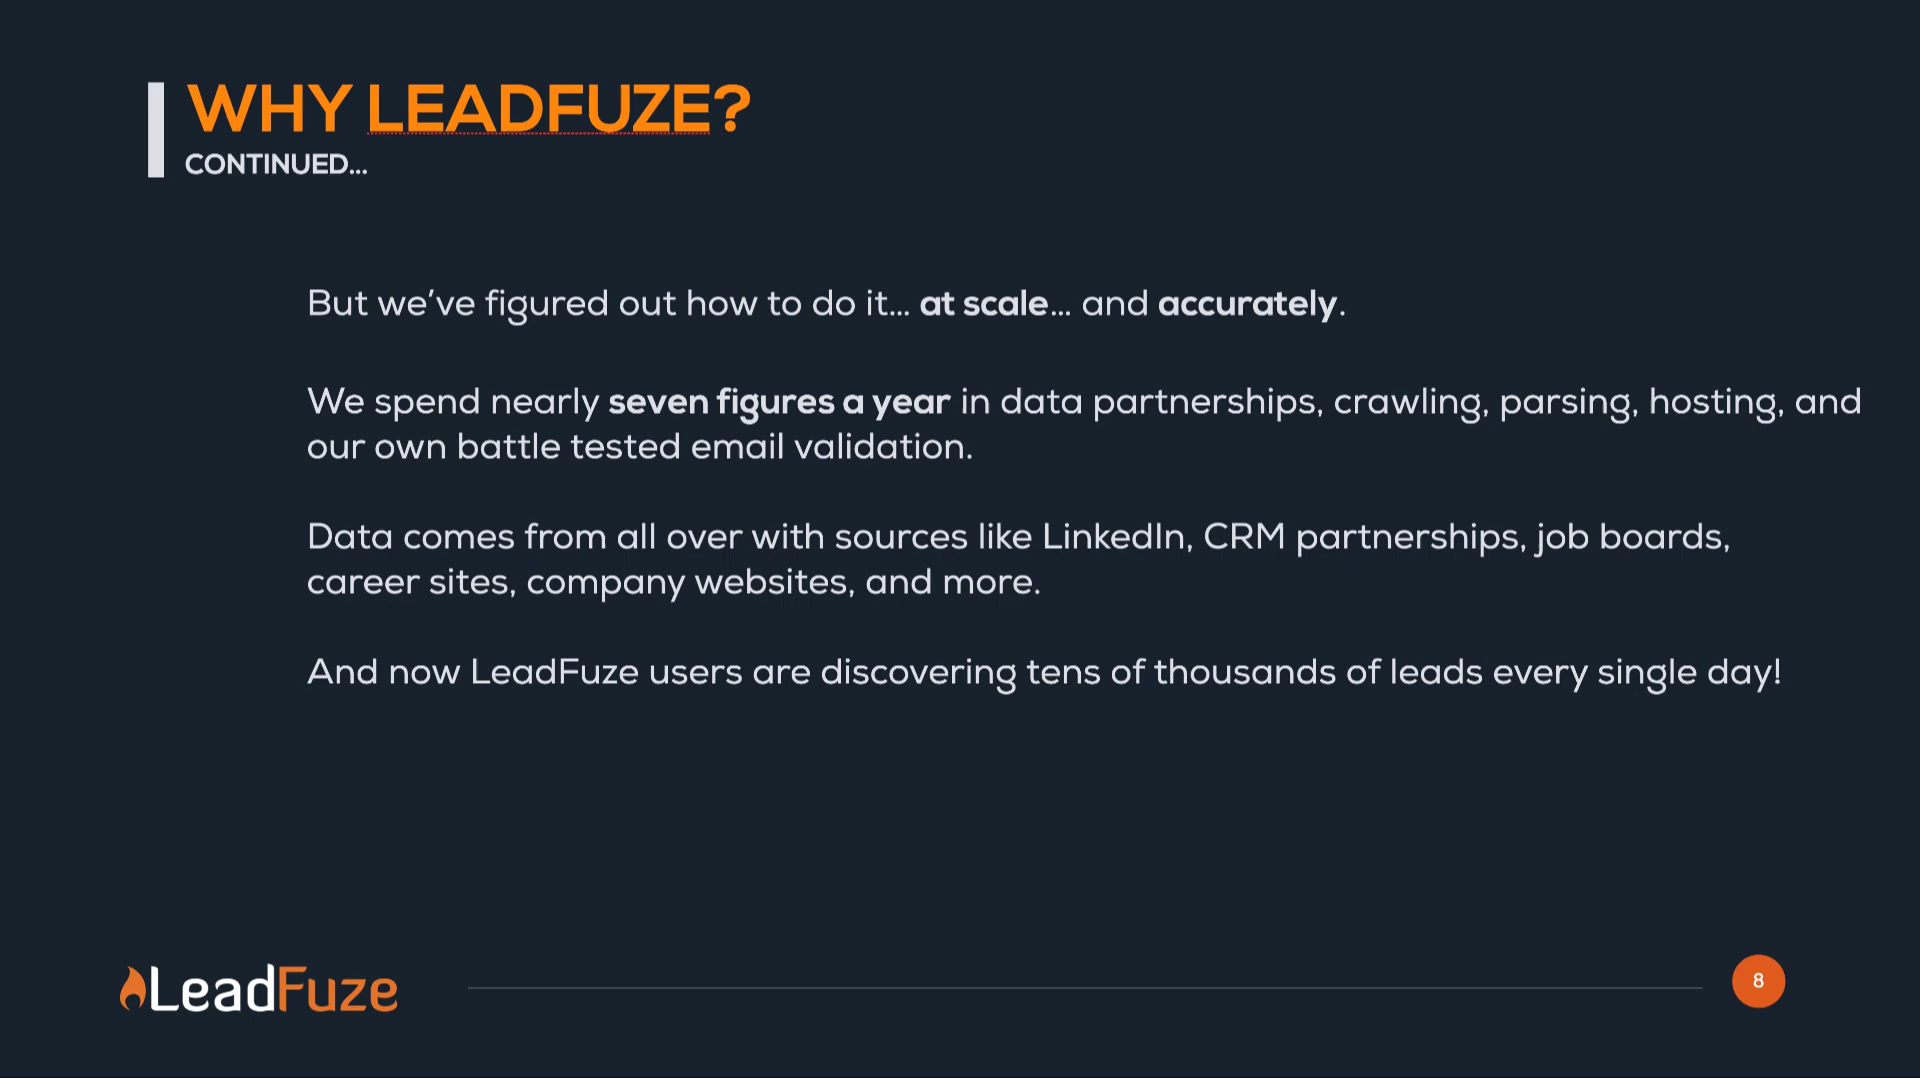 WHY LEADFUZE?
CONTINUED...
But we've figured out how to do it... at scale... and accurately.
We spend nearly seven figures a year in data partnerships, crawling, parsing, hosting, and
our own battle tested email validation.
Data comes from all over with sources like LinkedIn, CRM partnerships, job boards,
career sites, company websites, and more.
And now LeadFuze users are discovering tens of thousands of leads every single day!
LeadFuze
8